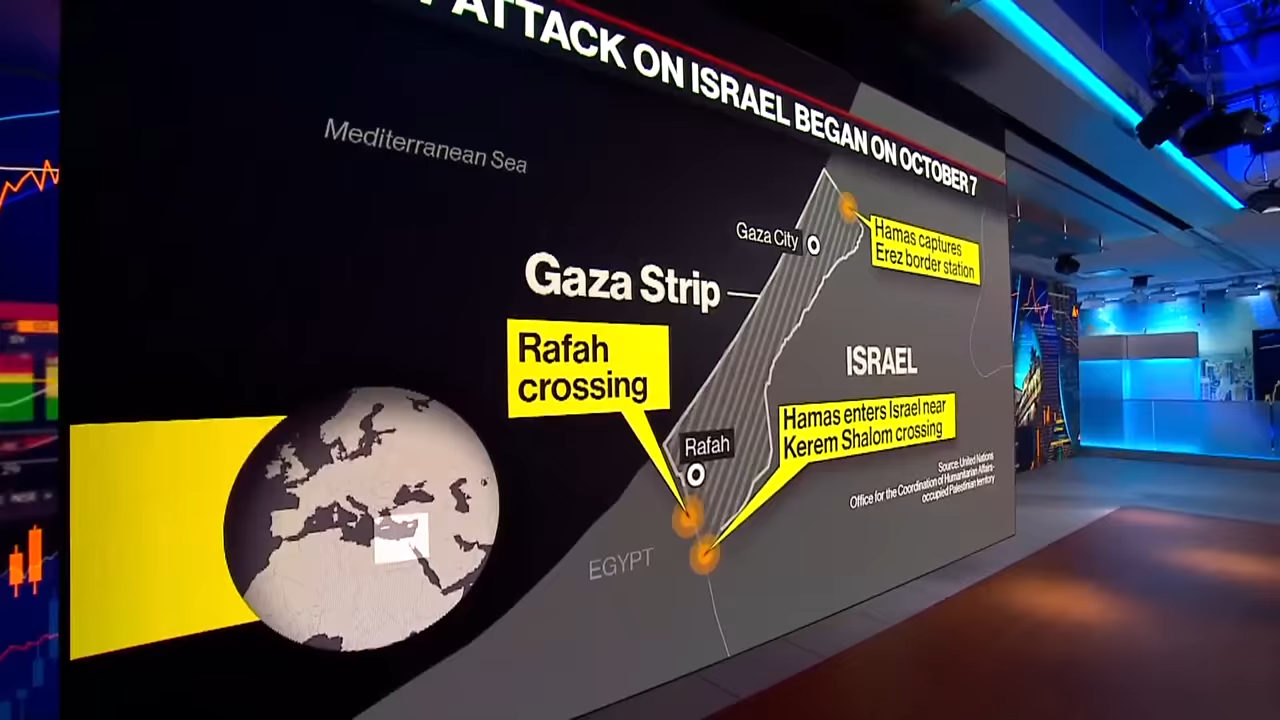 ATTACK ON ISRAEL BEGAN ON OCTOBER 7
Mediterranean Sea
Gaza City
Hamas captures
Erez border station
Gaza Strip
Rafah
crossing
ISRAEL
Hamas enters Israel near
Kerem Shalom crossing
Rafah
Source: United Nations
Office for the Coordination of Humanitarian Affairs-
occupied Palestinian territory
EGYPT